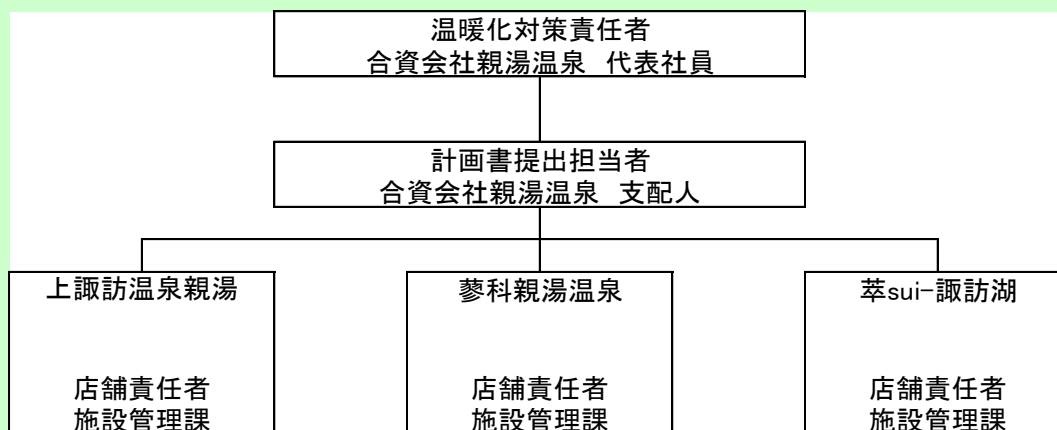 温暖化対策責任者
合資会社親湯温泉 代表社員
計画書提出担当者
合資会社親湯温泉 支配人
上諏訪温泉親湯
店舗責任者
施設管理課
蓼科親湯温泉
店舗責任者
施設管理課
萃sui-諏訪湖
店舗責任者
施設管理課